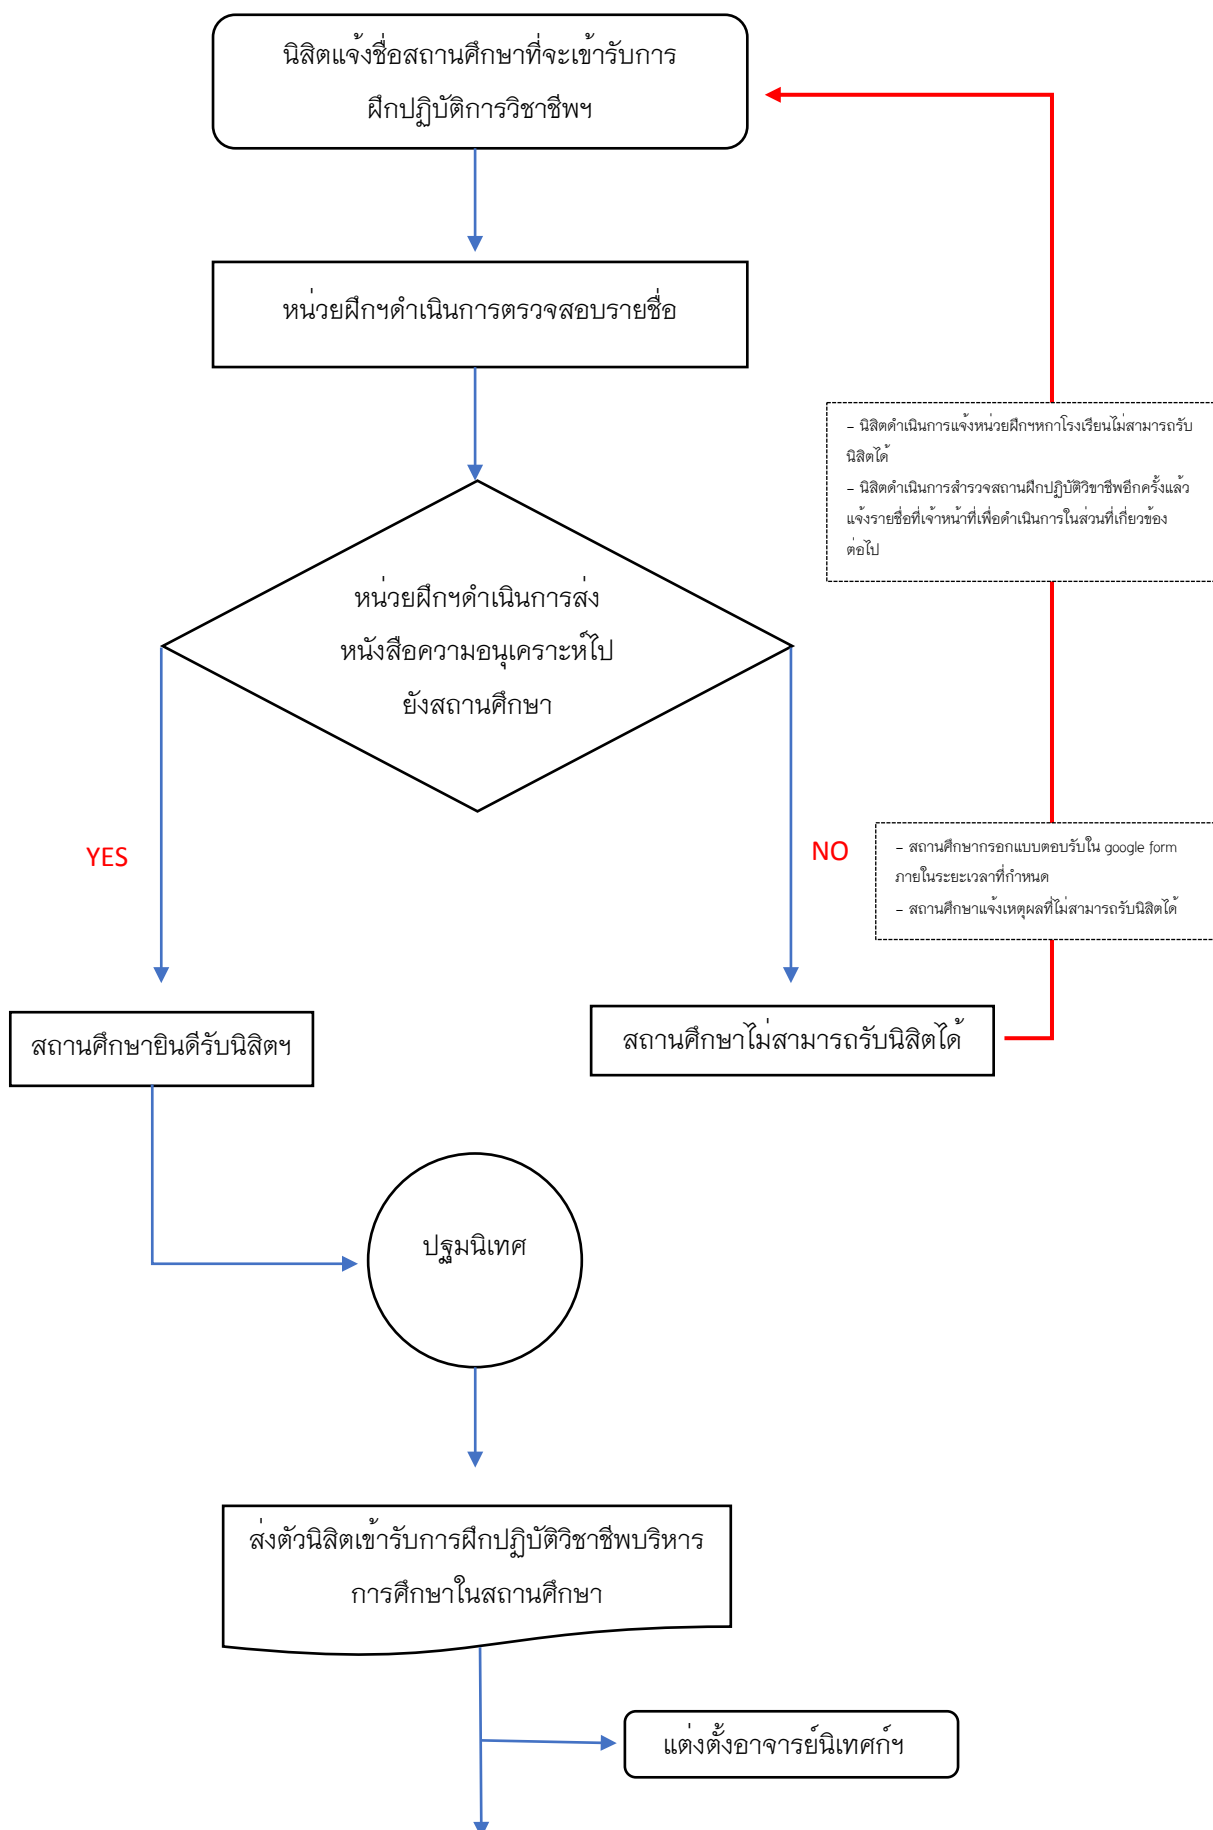 นิสิตแจ้งชื่อสถานศึกษาที่จะเข้ารับการ
ฝึกปฏิบัติการวิชาชีพฯ
หน่วยฝึกฯดำเนินการตรวจสอบรายชื่อ
– นิสิตดำเนินการแจ้งหน่วยฝึกฯหกาโรงเรียนไม่สามารถรับ
นิสิตได้
– นิสิตดำเนินการสำรวจสถานฝึกปฏิบัติวิขาชีพอีกครั้งแล้ว
แจ้งรายชื่อที่เจ้าหน้าที่เพื่อดำเนินการในส่วนที่เกี่ยวข้อง
ต่อไป
หน่วยฝึกฯดำเนินการส่ง
หนังสือความอนุเคราะห์ไป
ยังสถานศึกษา
YES
NO
– สถานศึกษากรอกแบบตอบรับใน google form
ภายในระยะเวลาที่กำหนด
– สถานศึกษาแจ้งเหตุผลที่ไม่สามารถรับนิสิตได้
สถานศึกษายินดีรับนิสิตฯ
สถานศึกษาไม่สามารถรับนิสิตได้
ปฐมนิเทศ
ส่งตัวนิสิตเข้ารับการฝึกปฏิบัติวิชาชีพบริหาร
การศึกษาในสถานศึกษา
แต่งตั้งอาจารย์นิเทศก์ฯ